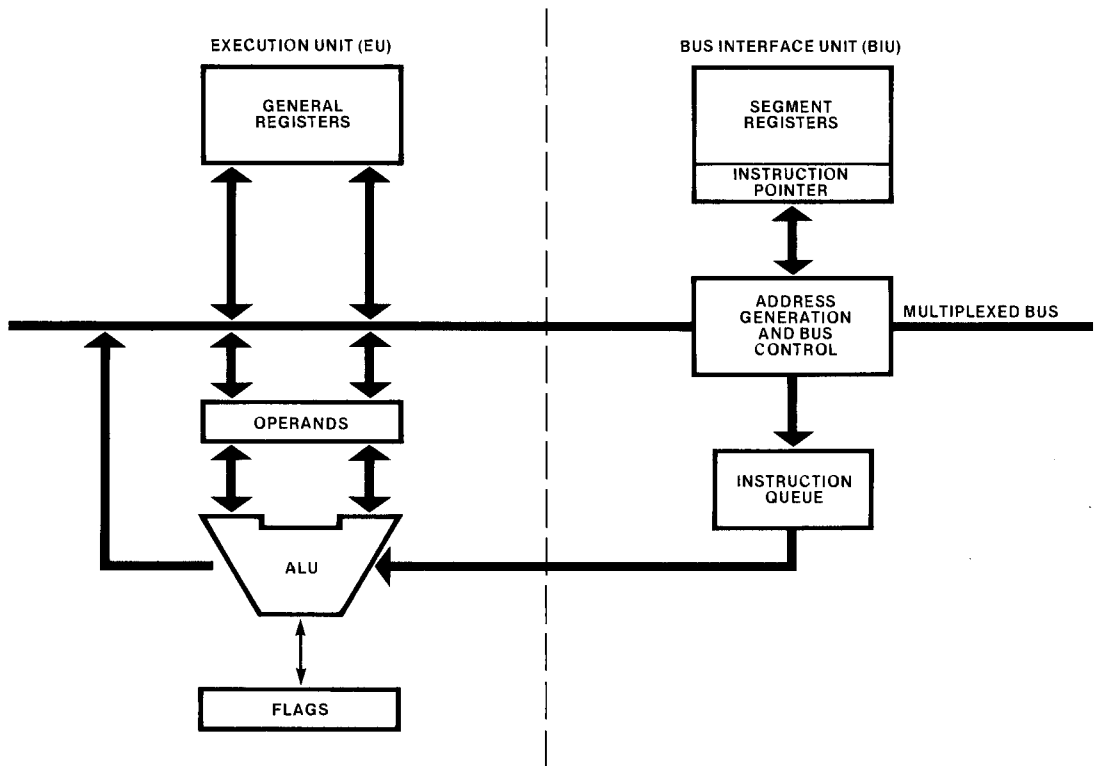 EXECUTION UNIT (EU)
GENERAL
REGISTERS
OPERANDS
ALU
FLAGS
BUS INTERFACE UNIT (BIU)
SEGMENT
REGISTERS
INSTRUCTION
POINTER
ADDRESS
GENERATION
AND BUS
CONTROL
MULTIPLEXED BUS
INSTRUCTION
QUEUE